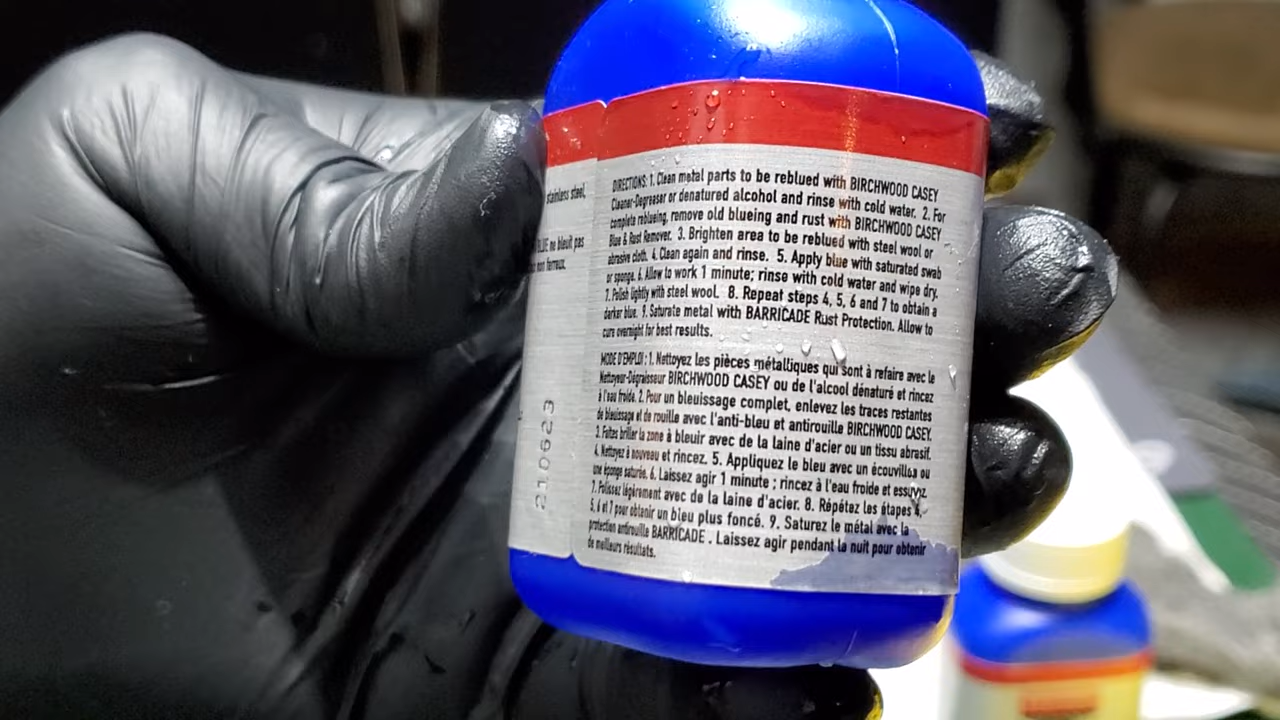 stainless steel,
BLUE ne bleuit pas
non ferreux.
210623
DIRECTIONS: 1. Clean metal parts to be reblued with BIRCHWOOD CASEY
Cleaner-Degreaser or denatured alcohol and rinse with cold water. 2. For
complete reblueing, remove old blueing and rust with BIRCHWOOD CASEY
Blue & Rust Remover. 3. Brighten area to be reblued with steel wool or
abrasive cloth. 4. Clean again and rinse. 5. Apply blue with saturated swab
or sponge. 6. Allow to work 1 minute; rinse with cold water and wipe dry.
7. Polish lightly with steel wool. 8. Repeat steps 4, 5, 6 and 7 to obtain a
darker blue. 9. Saturate metal with BARRICADE Rust Protection. Allow to
cure overnight for best results.
MODE D'EMPLOI : 1. Nettoyez les pièces métalliques qui sont à refaire avec le
Nettoyeur-Dégraisseur BIRCHWOOD CASEY ou de l'alcool dénaturé et rincez
à l'eau froide. 2. Pour un bleuissage complet, enlevez les traces restantes
de bleuissage et de rouille avec l'anti-bleu et antirouille BIRCHWOOD CASEY.
3. Faites briller la zone à bleuir avec de la laine d'acier ou un tissu abrasif.
4. Nettoyez à nouveau et rincez. 5. Appliquez le bleu avec un écouvillon ou
une éponge saturée. 6. Laissez agir 1 minute ; rincez à l'eau froide et essuyez.
7. Polissez légèrement avec de la laine d'acier. 8. Répétez les étapes 4,
5, 6 et 7 pour obtenir un bleu plus foncé. 9. Saturez le métal avec la
protection antirouille BARRICADE . Laissez agir pendant la nuit pour obtenir
de meilleurs résultats.